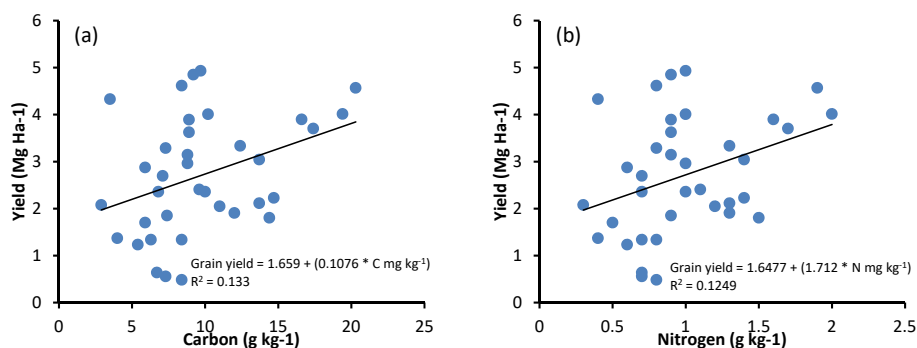 (a)
Yield (Mg Ha-1)
6
5
4
3
2
1
0
Grain yield = 1.659 + (0.1076 * C mg kg-1)
R2 = 0.133
0 5 10 15 20 25
Carbon (g kg-1)
(b)
Yield (Mg Ha-1)
6
5
4
3
2
1
0
Grain yield = 1.6477 + (1.712 * N mg kg-1)
R2 = 0.1249
0 0.5 1 1.5 2 2.5
Nitrogen (g kg-1)